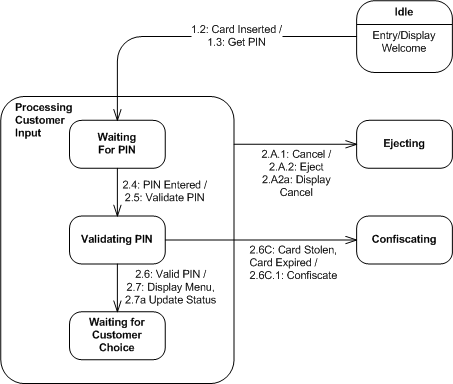 Idle
Entry/Display
Welcome
1.2: Card Inserted /
1.3: Get PIN
Processing
Customer
Input
Waiting
For PIN
Ejecting
2.A.1: Cancel /
2.A.2: Eject
2.A2a: Display
Cancel
2.4: PIN Entered /
2.5: Validate PIN
Validating PIN
Confiscating
2.6C: Card Stolen,
Card Expired /
2.6C.1: Confiscate
2.6: Valid PIN /
2.7: Display Menu,
2.7a Update Status
Waiting for
Customer
Choice